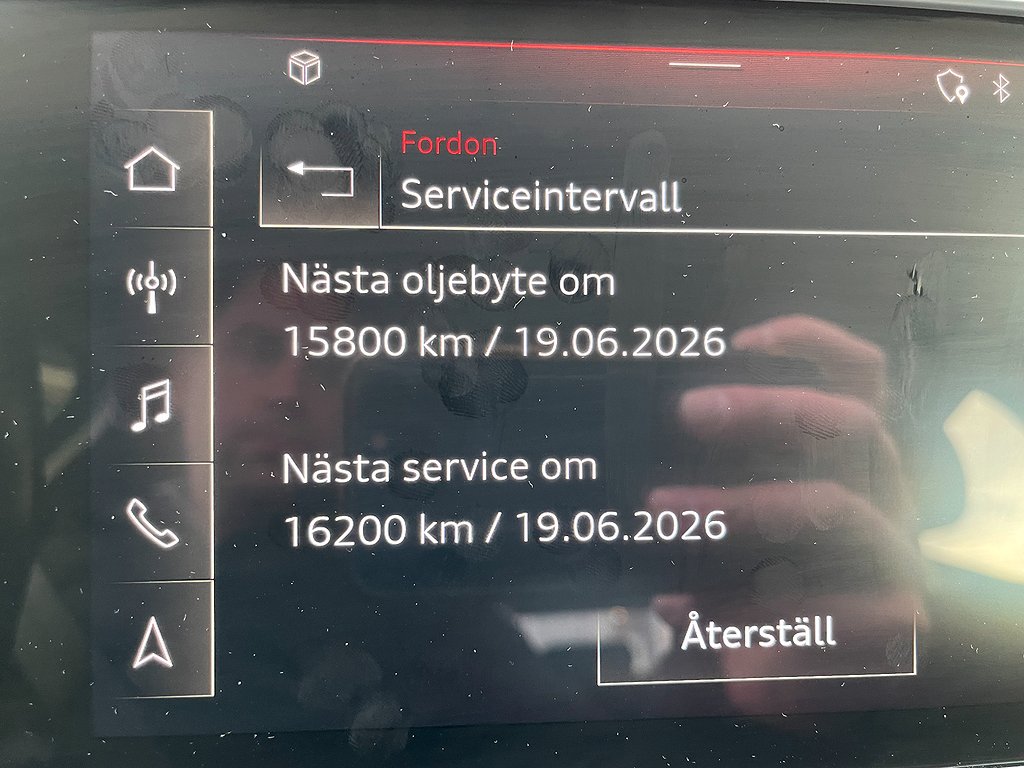 Fordon
Serviceintervall
Nästa oljebyte om
15800 km / 19.06.2026
Nästa service om
16200 km / 19.06.2026
Återställ